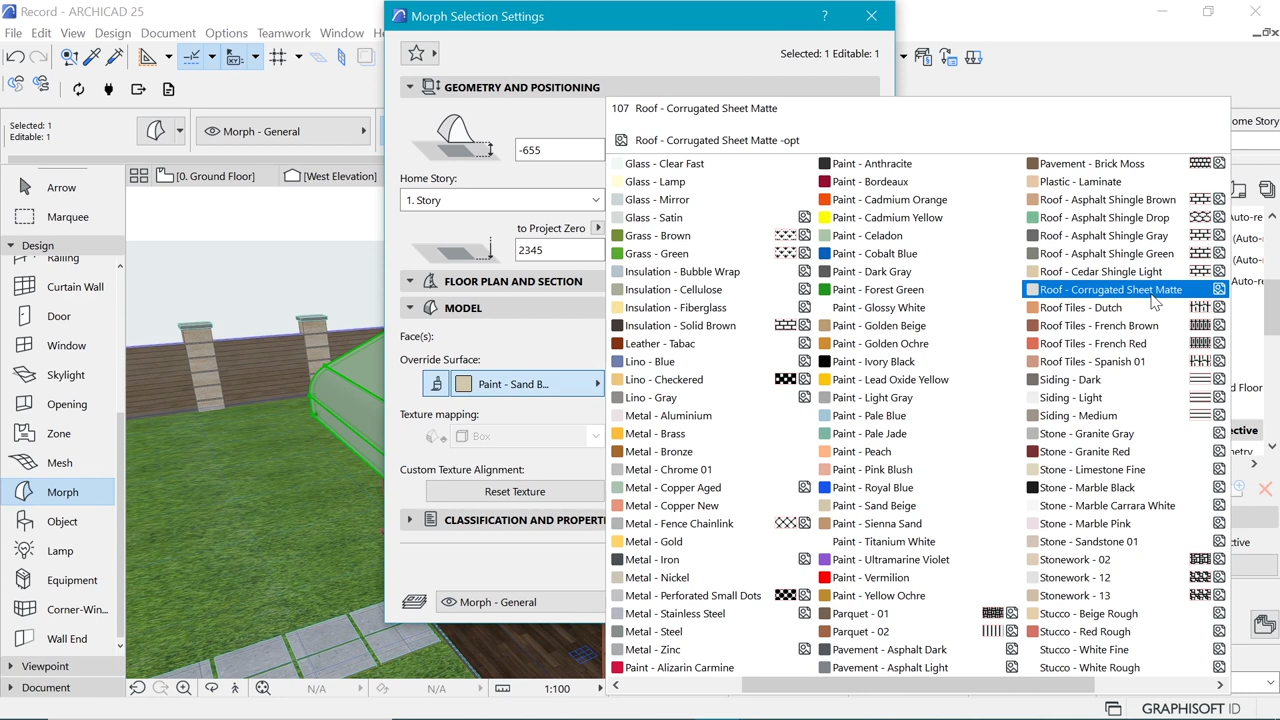 Record - ARCHICAD 25
File Edit View Design Document Options Teamwork Window
Morph Selection Settings
?
Selected: 1 Editable: 1
GEOMETRY AND POSITIONING
-655
Home Story:
1. Story
to Project Zero
2345
FLOOR PLAN AND SECTION
MODEL
Face(s):
Override Surface:
Paint - Sand B...
Texture mapping:
Box
Custom Texture Alignment:
Reset Texture
CLASSIFICATION AND PROPERTI
Morph - General
Selected: 1
Editable: 1
Morph - General
[0. Ground Floor]
[West Elevation]
Arrow
Marquee
Design
Railing
Curtain Wall
Door
Window
Skylight
Opening
Zone
Mesh
Morph
Object
Lamp
Equipment
Corner-Win...
Wall End
Viewpoint
Document
N/A
N/A
1:100
107 Roof - Corrugated Sheet Matte
Roof - Corrugated Sheet Matte -opt
Glass - Clear Fast
Glass - Lamp
Glass - Mirror
Glass - Satin
Grass - Brown
Grass - Green
Insulation - Bubble Wrap
Insulation - Cellulose
Insulation - Fiberglass
Insulation - Solid Brown
Leather - Tabac
Lino - Blue
Lino - Checkered
Lino - Gray
Metal - Aluminium
Metal - Brass
Metal - Bronze
Metal - Chrome 01
Metal - Copper Aged
Metal - Copper New
Metal - Fence Chainlink
Metal - Gold
Metal - Iron
Metal - Nickel
Metal - Perforated Small Dots
Metal - Stainless Steel
Metal - Steel
Metal - Zinc
Paint - Alizarin Carmine
Paint - Anthracite
Paint - Bordeaux
Paint - Cadmium Orange
Paint - Cadmium Yellow
Paint - Celadon
Paint - Cobalt Blue
Paint - Dark Gray
Paint - Forest Green
Paint - Glossy White
Paint - Golden Beige
Paint - Golden Ochre
Paint - Ivory Black
Paint - Lead Oxide Yellow
Paint - Light Gray
Paint - Pale Blue
Paint - Pale Jade
Paint - Peach
Paint - Pink Blush
Paint - Royal Blue
Paint - Sand Beige
Paint - Sienna Sand
Paint - Titanium White
Paint - Ultramarine Violet
Paint - Vermilion
Paint - Yellow Ochre
Parquet - 01
Parquet - 02
Pavement - Asphalt Dark
Pavement - Asphalt Light
Pavement - Brick Moss
Plastic - Laminate
Roof - Asphalt Shingle Brown
Roof - Asphalt Shingle Drop
Roof - Asphalt Shingle Gray
Roof - Asphalt Shingle Green
Roof - Cedar Shingle Light
Roof - Corrugated Sheet Matte
Roof Tiles - Dutch
Roof Tiles - French Brown
Roof Tiles - French Red
Roof Tiles - Spanish 01
Siding - Dark
Siding - Light
Siding - Medium
Stone - Granite Gray
Stone - Granite Red
Stone - Limestone Fine
Stone - Marble Black
Stone - Marble Carrara White
Stone - Marble Pink
Stone - Sandstone 01
Stonework - 02
Stonework - 12
Stonework - 13
Stucco - Beige Rough
Stucco - Red Rough
Stucco - White Fine
Stucco - White Rough
ome Story
uto-re
(Auto-
(Auto-
uto-re
d Floor
ective
metry
tive
GRAPHISOFT ID